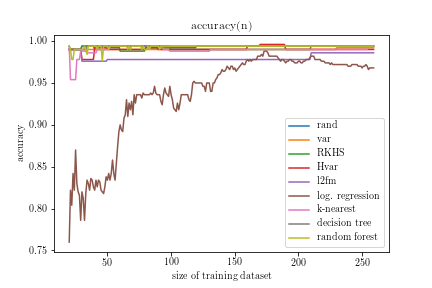 accuracy(n)
1.00
0.95
0.90
0.85
0.80
0.75
accuracy
rand
var
RKHS
Hvar
l2fm
log. regression
k-nearest
decision tree
random forest
50 100 150 200 250
size of training dataset